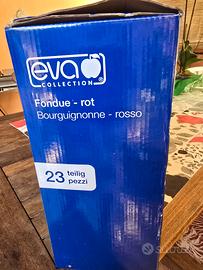 eva
COLLECTION®
Fondue - rot
Bourguignonne - rosso
23 teilig
pezzi